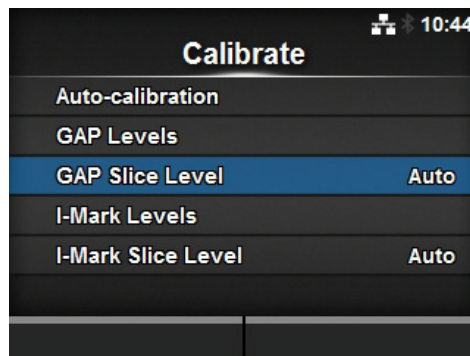 10:44
Calibrate
Auto-calibration
GAP Levels
GAP Slice Level Auto
I-Mark Levels
I-Mark Slice Level Auto